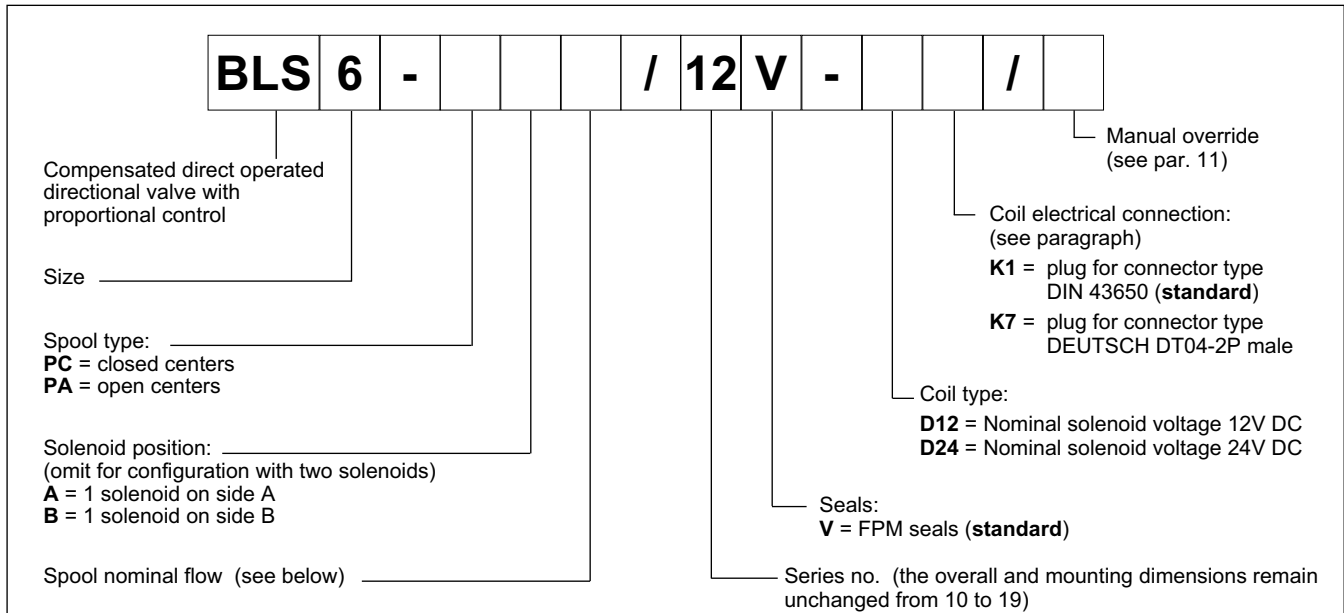 BLS 6 - / 12 V - /
Compensated direct operated
directional valve with
proportional control
Size
Spool type:
PC = closed centers
PA = open centers
Solenoid position:
(omit for configuration with two solenoids)
A = 1 solenoid on side A
B = 1 solenoid on side B
Spool nominal flow (see below)
Manual override
(see par. 11)
Coil electrical connection:
(see paragraph)
K1 = plug for connector type
DIN 43650 (standard)
K7 = plug for connector type
DEUTSCH DT04-2P male
Coil type:
D12 = Nominal solenoid voltage 12V DC
D24 = Nominal solenoid voltage 24V DC
Seals:
V = FPM seals (standard)
Series no. (the overall and mounting dimensions remain
unchanged from 10 to 19)